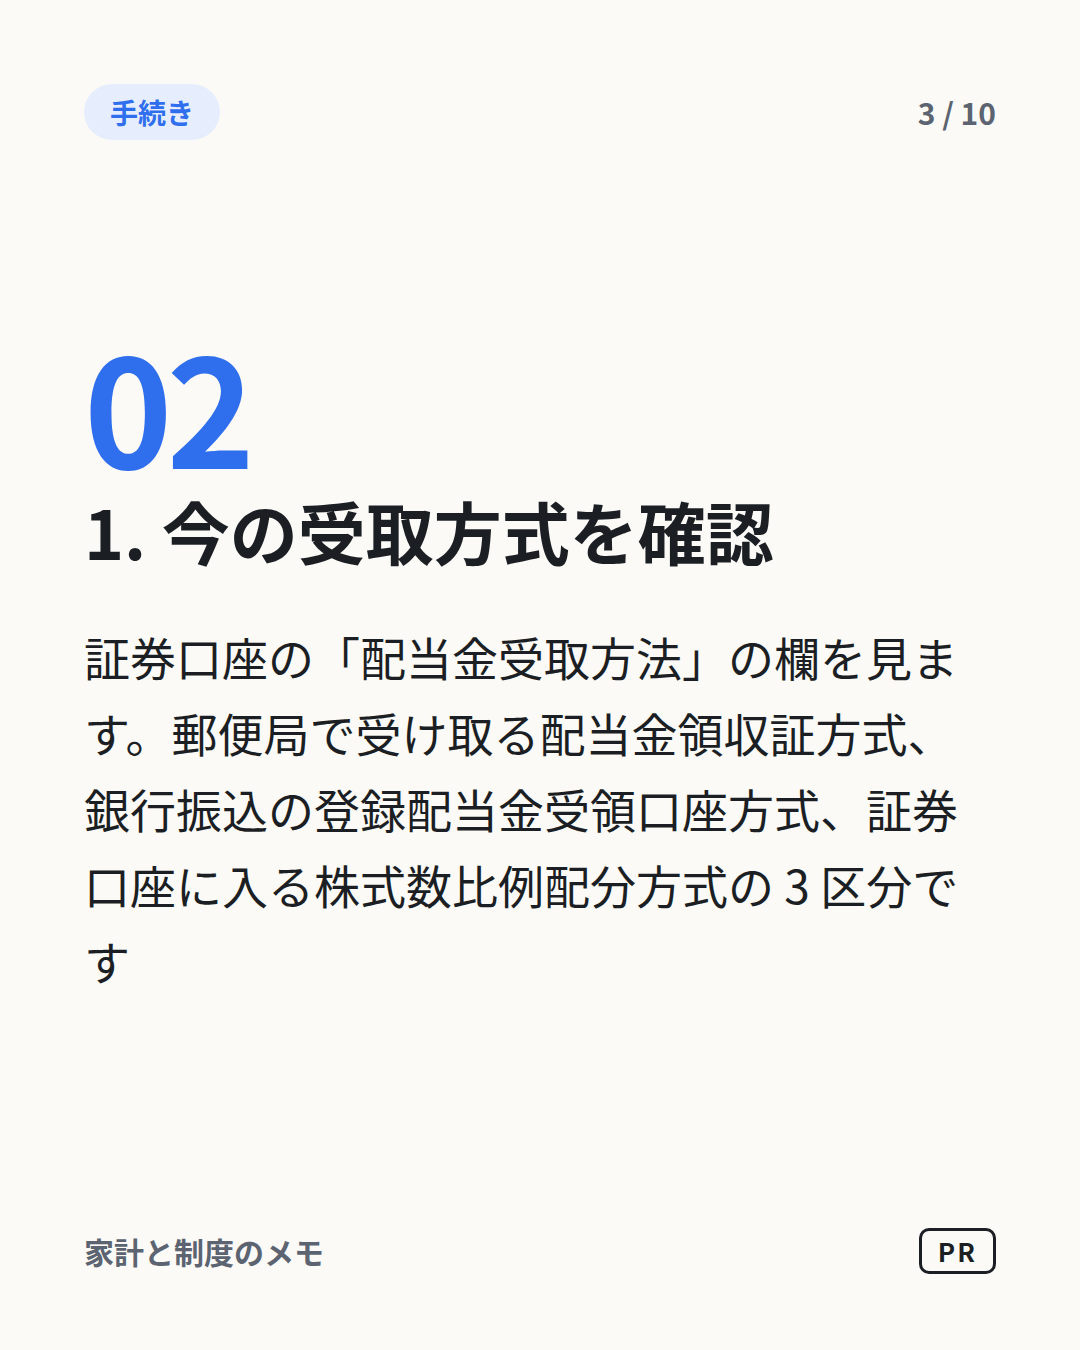 手続き
3 / 10
02
1. 今の受取方式を確認
証券口座の「配当金受取方法」の欄を見ま
す。郵便局で受け取る配当金領収証方式、
銀行振込の登録配当金受領口座方式、証券
口座に入る株式数比例配分方式の 3 区分で
す
家計と制度のメモ
PR